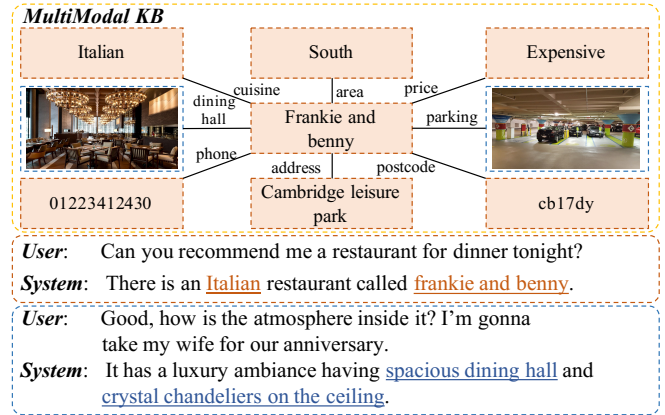 MultiModal KB
Italian
South
Expensive
cuisine
area
price
dining
hall
Frankie and
benny
parking
phone
address
postcode
01223412430
Cambridge leisure
park
cb17dy
User: Can you recommend me a restaurant for dinner tonight?
System: There is an Italian restaurant called frankie and benny.
User: Good, how is the atmosphere inside it? I’m gonna
take my wife for our anniversary.
System: It has a luxury ambiance having spacious dining hall and
crystal chandeliers on the ceiling.